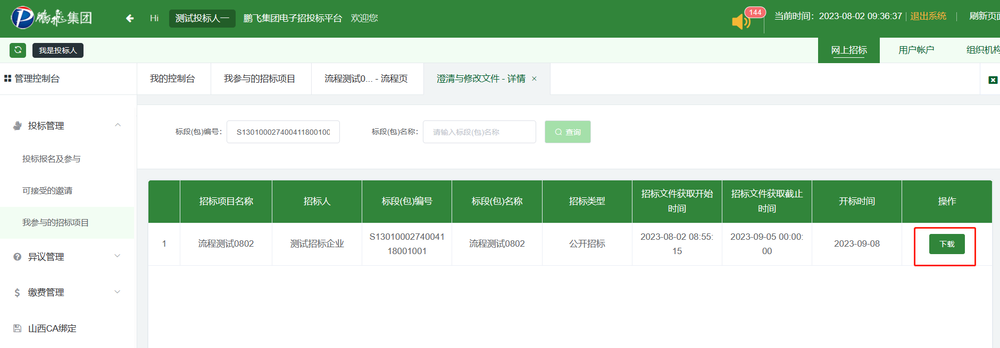 鹏飞集团
Hi 测试投标人一 鹏飞集团电子招投标平台 欢迎您
144
当前时间：2023-08-02 09:36:37 退出系统 刷新页面
我是投标人
网上招标 用户帐户 组织机构
管理控制台
我的控制台 我参与的招标项目 流程测试0... - 流程页 澄清与修改文件 - 详情 ×
投标管理
投标报名及参与
可接受的邀请
我参与的招标项目
异议管理
缴费管理
山西CA绑定
标段(包)编号： S130100027400411800100 标段(包)名称： 请输入标段(包)名称 查询
招标项目名称 招标人 标段(包)编号 标段(包)名称 招标类型 招标文件获取开始 招标文件获取截止 开标时间 操作
时间 时间
1 流程测试0802 测试招标企业 S13010002740041 流程测试0802 公开招标 2023-08-02 08:55: 2023-09-05 00:00: 2023-09-08 下载
18001001 15 00